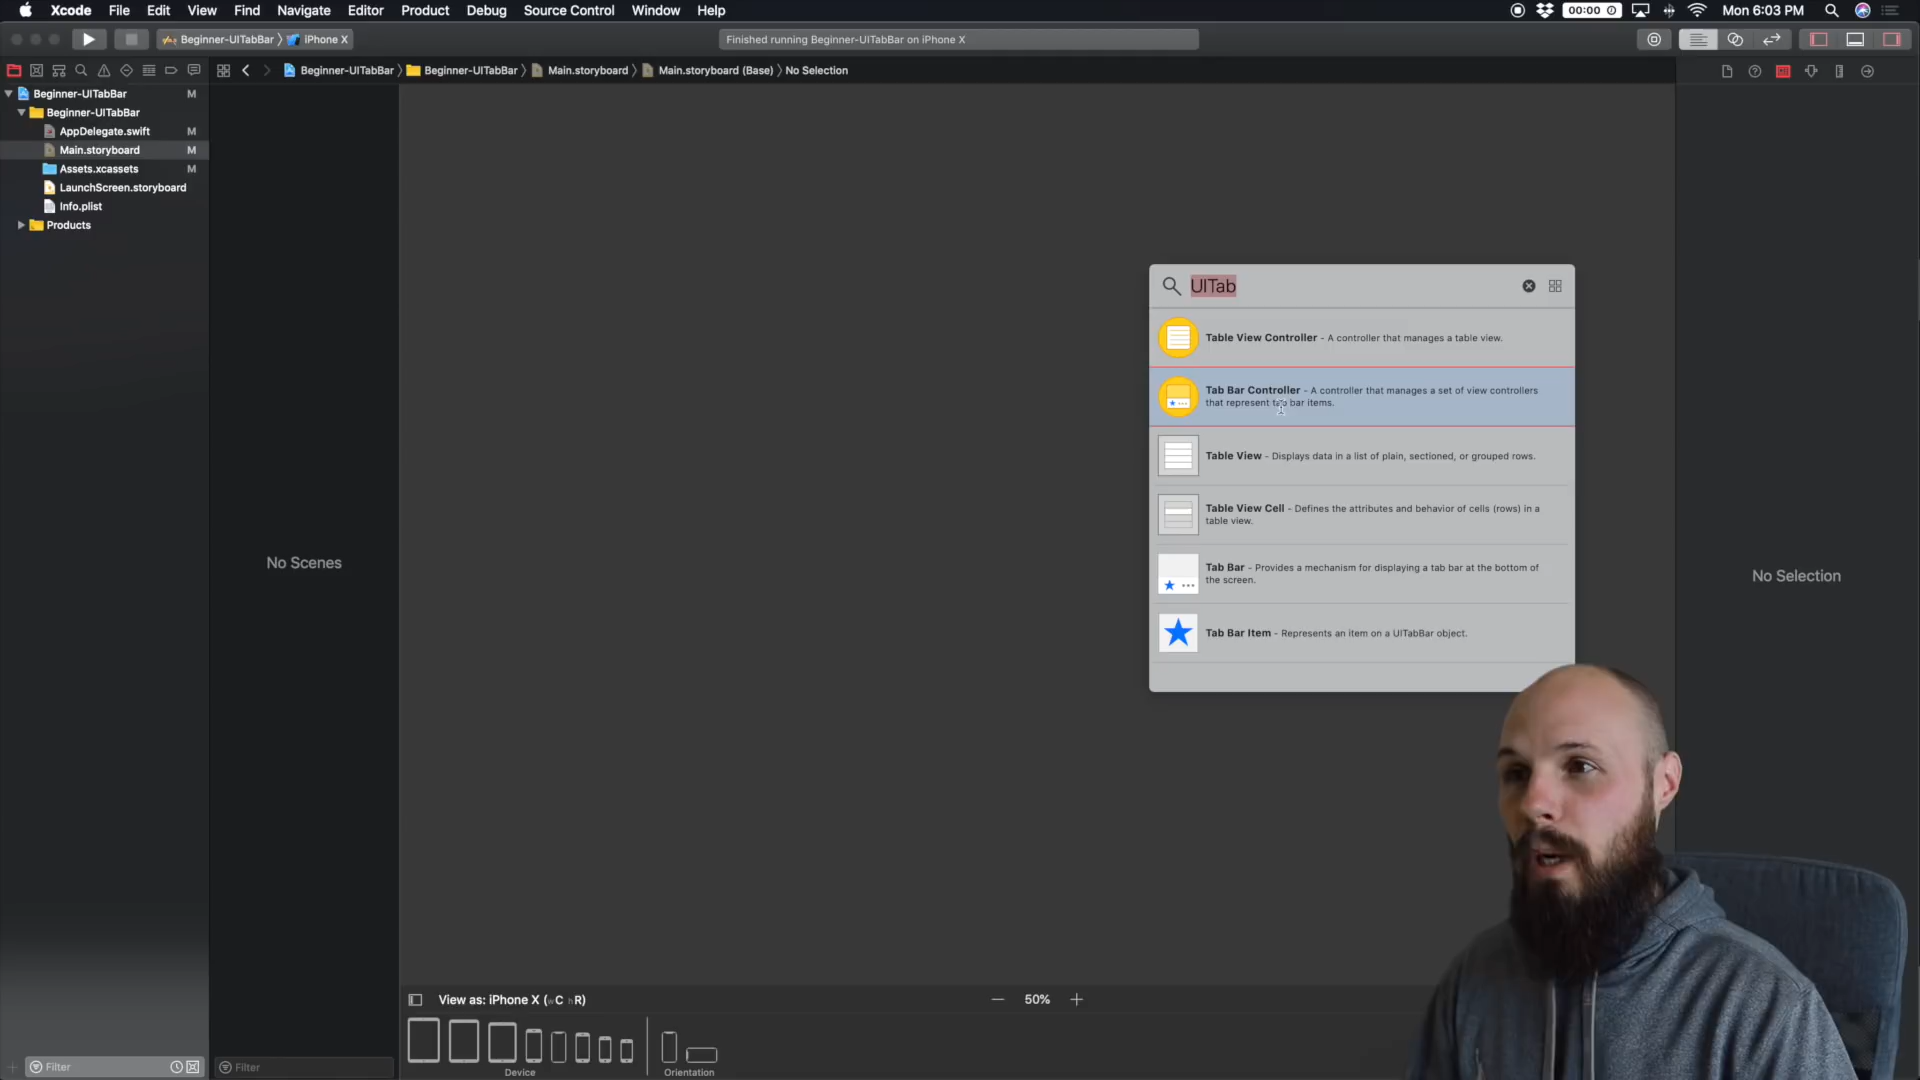 Xcode File Edit View Find Navigate Editor Product Debug Source Control Window Help
00:00
Mon 6:03 PM
Beginner-UITabBar
iPhone X
Finished running Beginner-UITabBar on iPhone X
Beginner-UITabBar
Beginner-UITabBar
Main.storyboard
Main.storyboard (Base)
No Selection
Beginner-UITabBar M
Beginner-UITabBar
AppDelegate.swift M
Main.storyboard M
Assets.xcassets M
LaunchScreen.storyboard
Info.plist
Products
No Scenes
UITab
Table View Controller - A controller that manages a table view.
Tab Bar Controller - A controller that manages a set of view controllers
that represent tab bar items.
Table View - Displays data in a list of plain, sectioned, or grouped rows.
Table View Cell - Defines the attributes and behavior of cells (rows) in a
table view.
Tab Bar - Provides a mechanism for displaying a tab bar at the bottom of
the screen.
Tab Bar Item - Represents an item on a UITabBar object.
No Selection
View as: iPhone X (wC hR)
50%
Filter
Filter
Device
Orientation